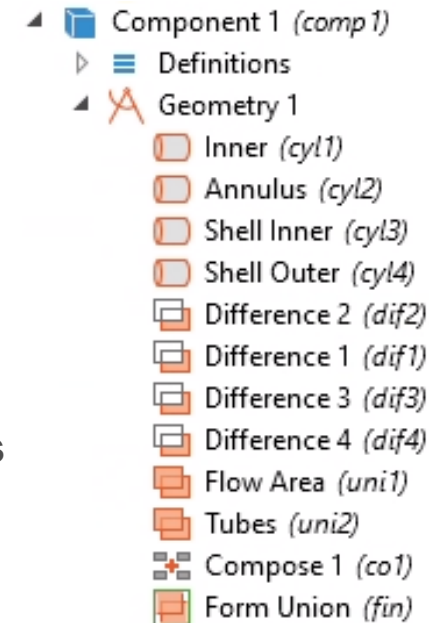 Component 1 (comp1)
Definitions
Geometry 1
Inner (cyl1)
Annulus (cyl2)
Shell Inner (cyl3)
Shell Outer (cyl4)
Difference 2 (dif2)
Difference 1 (dif1)
Difference 3 (dif3)
Difference 4 (dif4)
s
Flow Area (uni1)
Tubes (uni2)
Compose 1 (co1)
Form Union (fin)